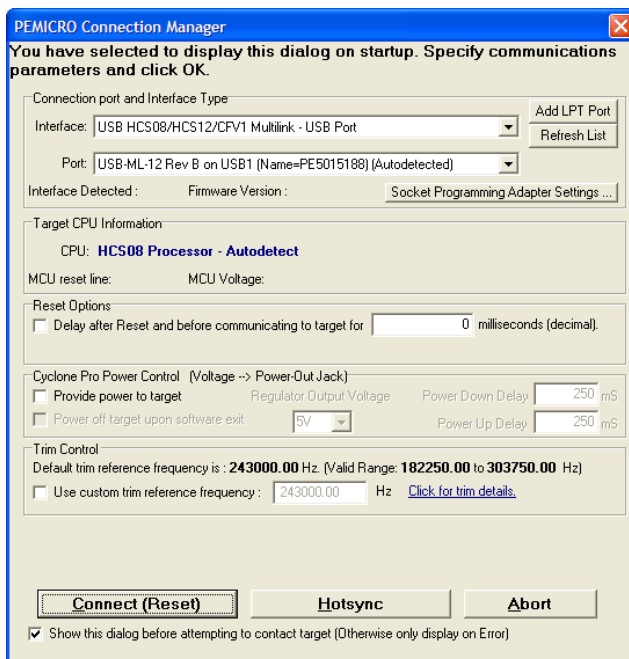 PEMICRO Connection Manager
You have selected to display this dialog on startup. Specify communications
parameters and click OK.
Connection port and Interface Type
Add LPT Port
Interface: USB HCS08/HCS12/CFV1 Multilink - USB Port
Refresh List
Port: USB-ML-12 Rev B on USB1 (Name=PE5015188) (Autodetected)
Interface Detected : Firmware Version : Socket Programming Adapter Settings ...
Target CPU Information
CPU: HCS08 Processor - Autodetect
MCU reset line: MCU Voltage:
Reset Options
Delay after Reset and before communicating to target for 0 milliseconds (decimal).
Cyclone Pro Power Control (Voltage --> Power-Out Jack)
Provide power to target Regulator Output Voltage Power Down Delay 250 mS
Power off target upon software exit 5V Power Up Delay 250 mS
Trim Control
Default trim reference frequency is : 243000.00 Hz. (Valid Range: 182250.00 to 303750.00 Hz)
Use custom trim reference frequency : 243000.00 Hz Click for trim details.
Connect (Reset) Hotsync Abort
Show this dialog before attempting to contact target (Otherwise only display on Error)